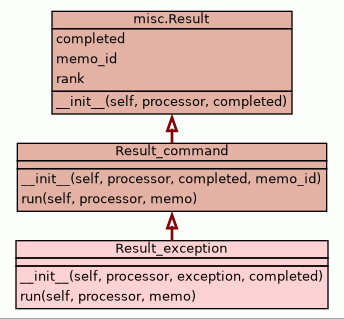 misc.Result
completed
memo_id
rank
__init__(self, processor, completed)
Result_command
__init__(self, processor, completed, memo_id)
run(self, processor, memo)
Result_exception
__init__(self, processor, exception, completed)
run(self, processor, memo)